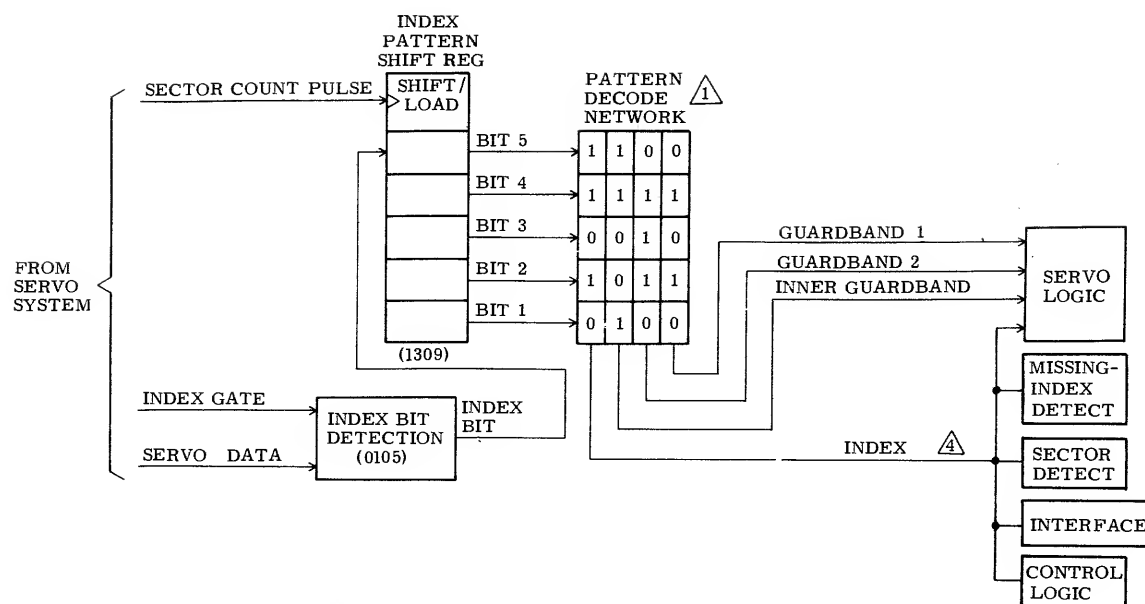 INDEX
PATTERN
SHIFT REG
SECTOR COUNT PULSE
SHIFT/
LOAD
PATTERN
DECODE
NETWORK
1
BIT 5
1 1 0 0
BIT 4
1 1 1 1
BIT 3
0 0 1 0
BIT 2
1 0 1 1
BIT 1
0 1 0 0
(1309)
FROM
SERVO
SYSTEM
GUARDBAND 1
GUARDBAND 2
INNER GUARDBAND
SERVO
LOGIC
INDEX GATE
SERVO DATA
INDEX BIT
DETECTION
(0105)
INDEX
BIT
INDEX
4
MISSING-
INDEX
DETECT
SECTOR
DETECT
INTERFACE
CONTROL
LOGIC